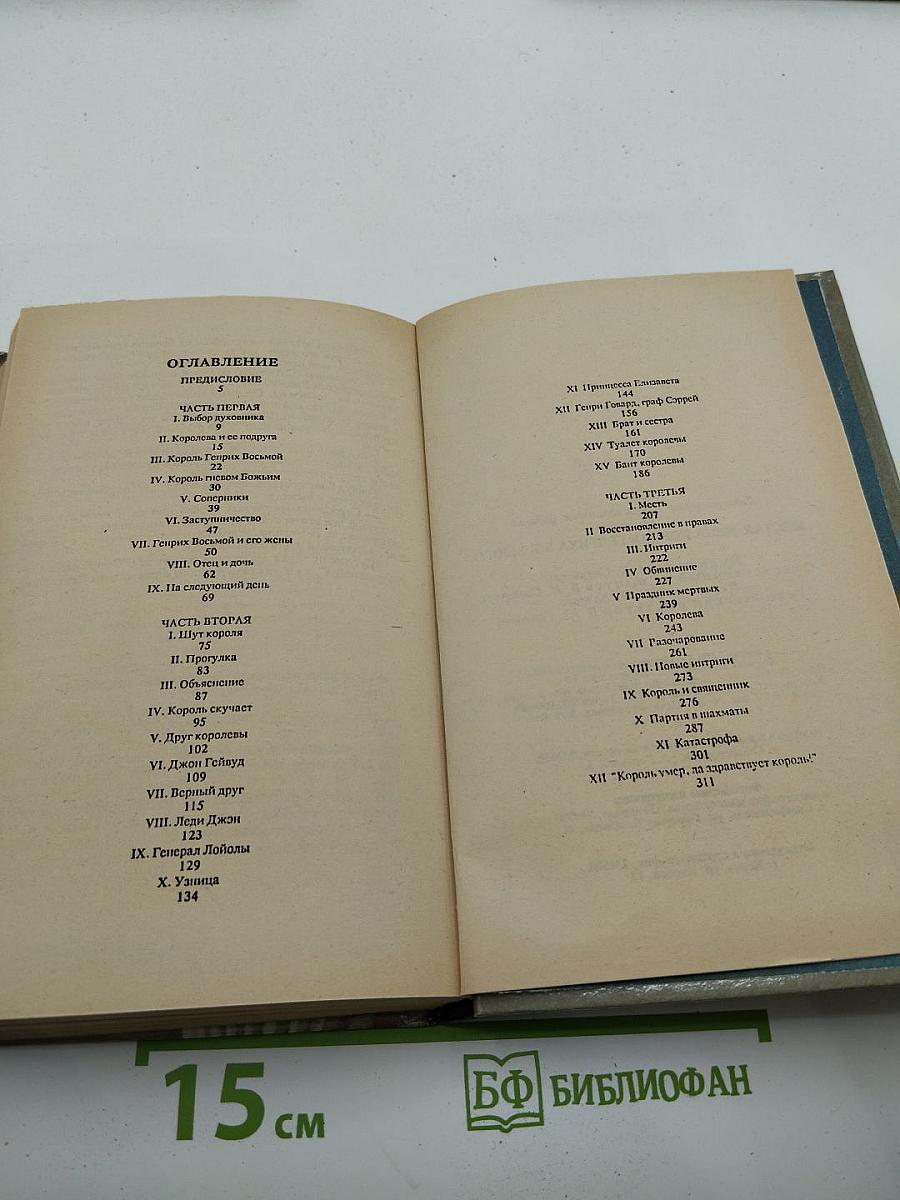 ОГЛАВЛЕНИЕ
ПРЕДИСЛОВИЕ
5
ЧАСТЬ ПЕРВАЯ
I. Выбор духовника
9
II. Королева и ее подруга
15
III. Король Генрих Восьмой
22
IV. Король гневом Божьим
30
V. Соперники
39
VI. Заступничество
47
VII. Генрих Восьмой и его жены
50
VIII. Отец и дочь
62
IX. На следующий день
69
ЧАСТЬ ВТОРАЯ
I. Шут короля
75
II. Прогулка
83
III. Объяснение
87
IV. Король скучает
95
V. Друг королевы
102
VI. Джон Гейвуд
109
VII. Верный друг
115
VIII. Леди Джэн
123
IX. Генерал Лойолы
129
X. Узница
134
XI Принцесса Елизавета
144
XII Генри Говард, граф Сэррей
156
XIII Брат и сестра
161
XIV Туалет королевы
170
XV Бант королевы
186
ЧАСТЬ ТРЕТЬЯ
I. Месть
207
II Восстановление в правах
213
III. Интриги
222
IV Обвинение
227
V Праздник мертвых
239
VI Королева
243
VII Разочарование
261
VIII. Новые интриги
273
IX Король и священник
276
X Партия в шахматы
287
XI Катастрофа
301
XII "Король умер, да здравствует король!"
311
15 см
БФ БИБЛИОФАН